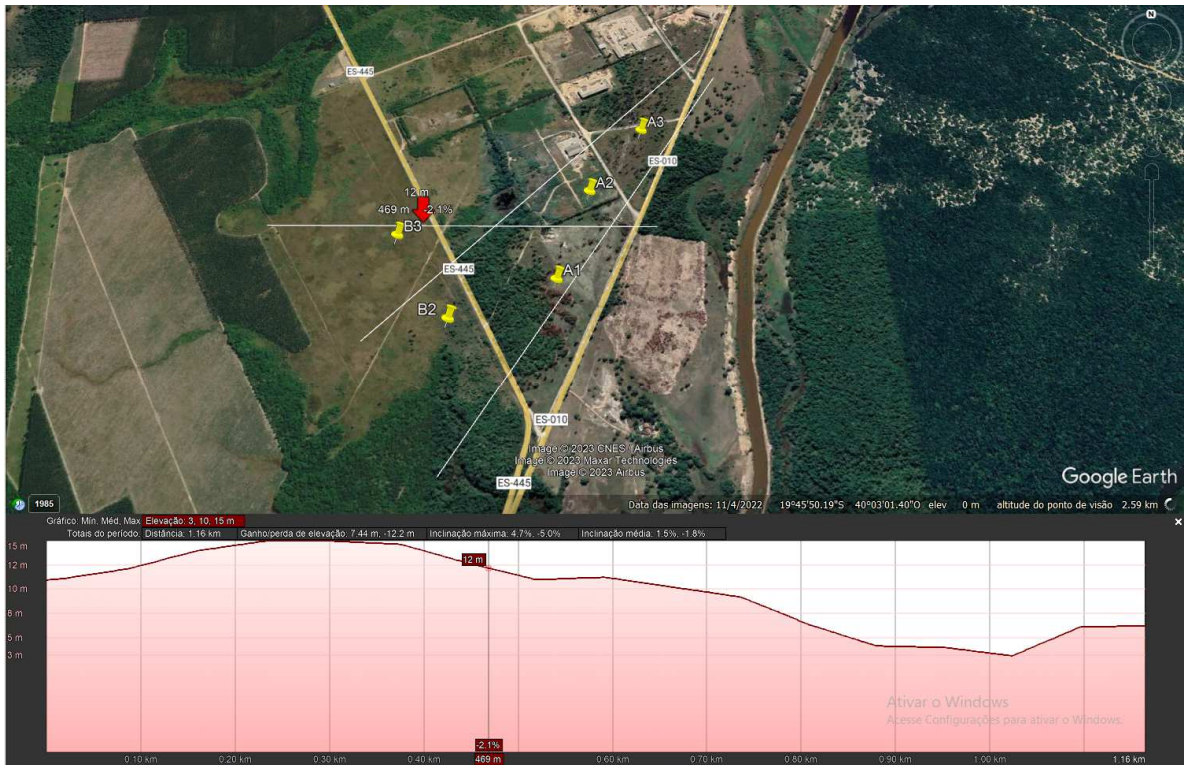 N
ES-445
A3
ES-010
A2
12 m
469 m -2.1%
B3
ES-445
A1
B2
ES-010
Image © 2023 CNES / Airbus
Image © 2023 Maxar Technologies
Image © 2023 Airbus
ES-445
Google Earth
1985
Data das imagens: 11/4/2022 19°45'50.19"S 40°03'01.40"O elev 0 m altitude do ponto de visão 2.59 km
Gráfico: Mín, Méd, Máx Elevação: 3, 10, 15 m
Totais do período: Distância: 1.16 km Ganho/perda de elevação: 7.44 m, -12.2 m Inclinação máxima: 4.7%, -5.0% Inclinação média: 1.5%, -1.8%
15 m
12 m
12 m
10 m
8 m
5 m
3 m
Ativar o Windows
Acesse Configurações para ativar o Windows.
-2.1%
0.10 km 0.20 km 0.30 km 0.40 km 469 m 0.60 km 0.70 km 0.80 km 0.90 km 1.00 km 1.16 km